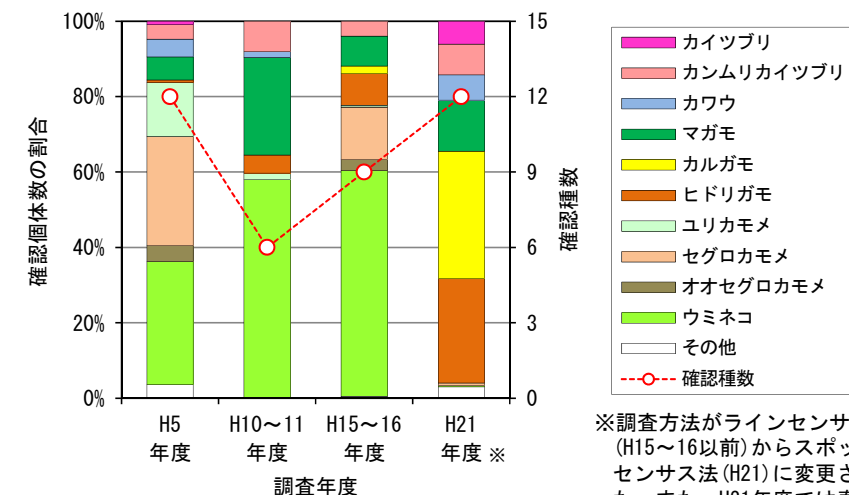 100%
80%
60%
40%
20%
0%
確認個体数の割合
15
12
9
6
3
0
確認種数
H5
年度
H10～11
年度
H15～16
年度
H21
年度 ※
調査年度
カイツブリ
カンムリカイツブリ
カワウ
マガモ
カルガモ
ヒドリガモ
ユリカモメ
セグロカモメ
オオセグロカモメ
ウミネコ
その他
確認種数
※調査方法がラインセンサ
(H15～16以前)からスポッ
センサス法(H21)に変更さ